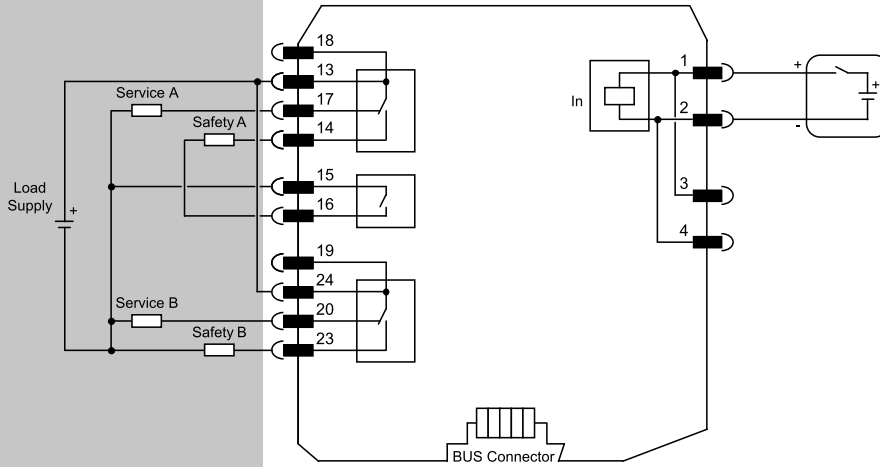 18
13
Service A
17
Safety A
14
15
16
Load
Supply
+
19
24
Service B
20
Safety B
23
In
1
2
3
4
+
-
+
BUS Connector